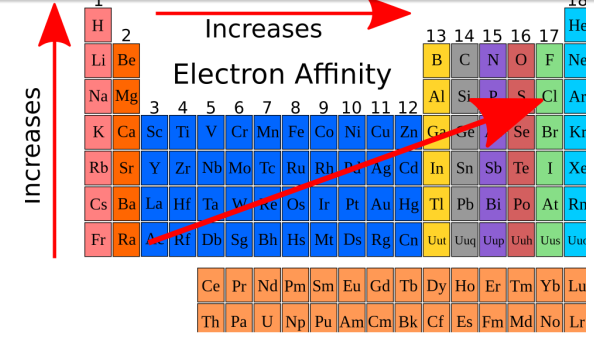 1 18
Increases
H He
2 13 14 15 16 17
Li Be B C N O F Ne
Electron Affinity
Na Mg Al Si P S Cl Ar
Increases
3 4 5 6 7 8 9 10 11 12
K Ca Sc Ti V Cr Mn Fe Co Ni Cu Zn Ga Ge Se Br Kr
Rb Sr Y Zr Nb Mo Tc Ru Rh Pd Ag Cd In Sn Sb Te I Xe
Cs Ba La Hf Ta W Re Os Ir Pt Au Hg Tl Pb Bi Po At Rn
Fr Ra Ac Rf Db Sg Bh Hs Mt Ds Rg Cn Uut Uuq Uup Uuh Uus Uuo
Ce Pr Nd Pm Sm Eu Gd Tb Dy Ho Er Tm Yb Lu
Th Pa U Np Pu Am Cm Bk Cf Es Fm Md No Lr